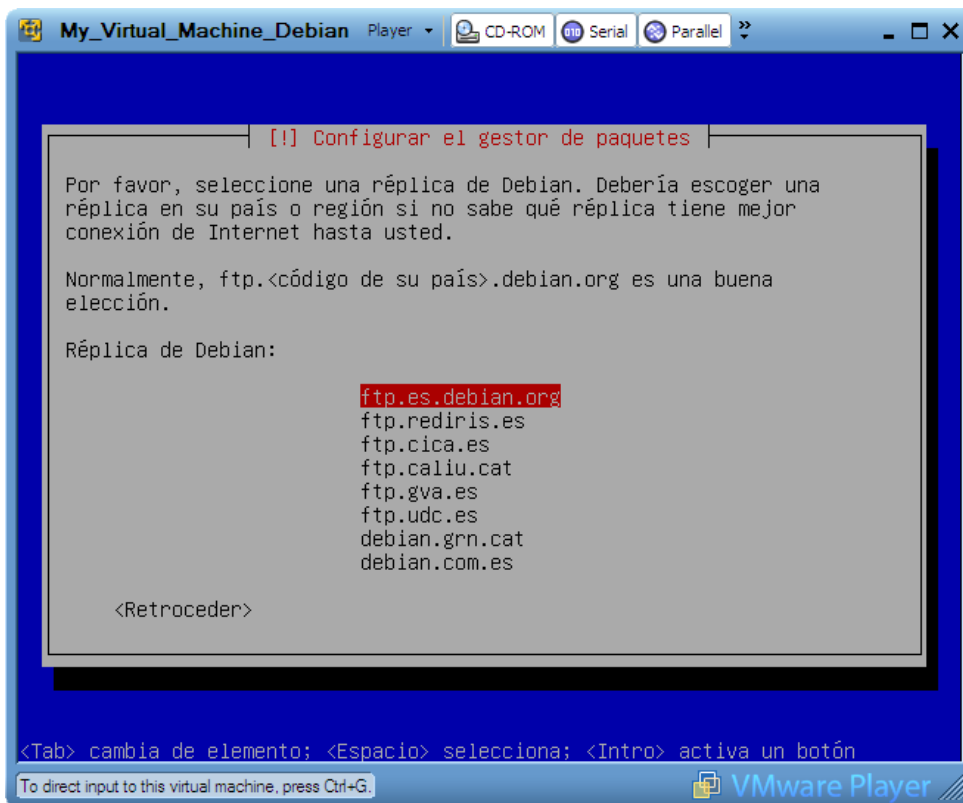 My_Virtual_Machine_Debian Player CD-ROM Serial Parallel
[!] Configurar el gestor de paquetes
Por favor, seleccione una réplica de Debian. Debería escoger una
réplica en su país o región si no sabe qué réplica tiene mejor
conexión de Internet hasta usted.
Normalmente, ftp.<código de su país>.debian.org es una buena
elección.
Réplica de Debian:
ftp.es.debian.org
ftp.rediris.es
ftp.cica.es
ftp.caliu.cat
ftp.gva.es
ftp.udc.es
debian.grn.cat
debian.com.es
<Retroceder>
<Tab> cambia de elemento; <Espacio> selecciona; <Intro> activa un botón
To direct input to this virtual machine, press Ctrl+G. VMware Player